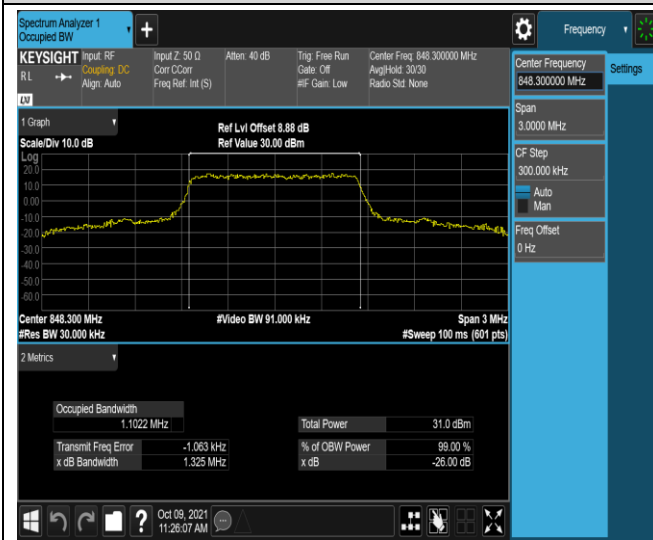 Spectrum Analyzer 1
Occupied BW
+
Frequency
KEYSIGHT
RL
LXI
Input: RF
Coupling: DC
Align: Auto
Input Z: 50 Ω
Corr CCorr
Freq Ref: Int (S)
Atten: 40 dB
Trig: Free Run
Gate: Off
#IF Gain: Low
Center Freq: 848.300000 MHz
Avg|Hold: 30/30
Radio Std: None
Center Frequency
848.300000 MHz
Settings
Span
3.0000 MHz
CF Step
300.000 kHz
Auto
Man
Freq Offset
0 Hz
1 Graph
Scale/Div 10.0 dB
Ref Lvl Offset 8.88 dB
Ref Value 30.00 dBm
Log
20.0
10.0
0.00
-10.0
-20.0
-30.0
-40.0
-50.0
-60.0
Center 848.300 MHz
#Video BW 91.000 kHz
Span 3 MHz
#Res BW 30.000 kHz
#Sweep 100 ms (601 pts)
2 Metrics
Occupied Bandwidth
1.1022 MHz
Total Power 31.0 dBm
Transmit Freq Error -1.063 kHz
% of OBW Power 99.00 %
x dB Bandwidth 1.325 MHz
x dB -26.00 dB
?
Oct 09, 2021
11:26:07 AM